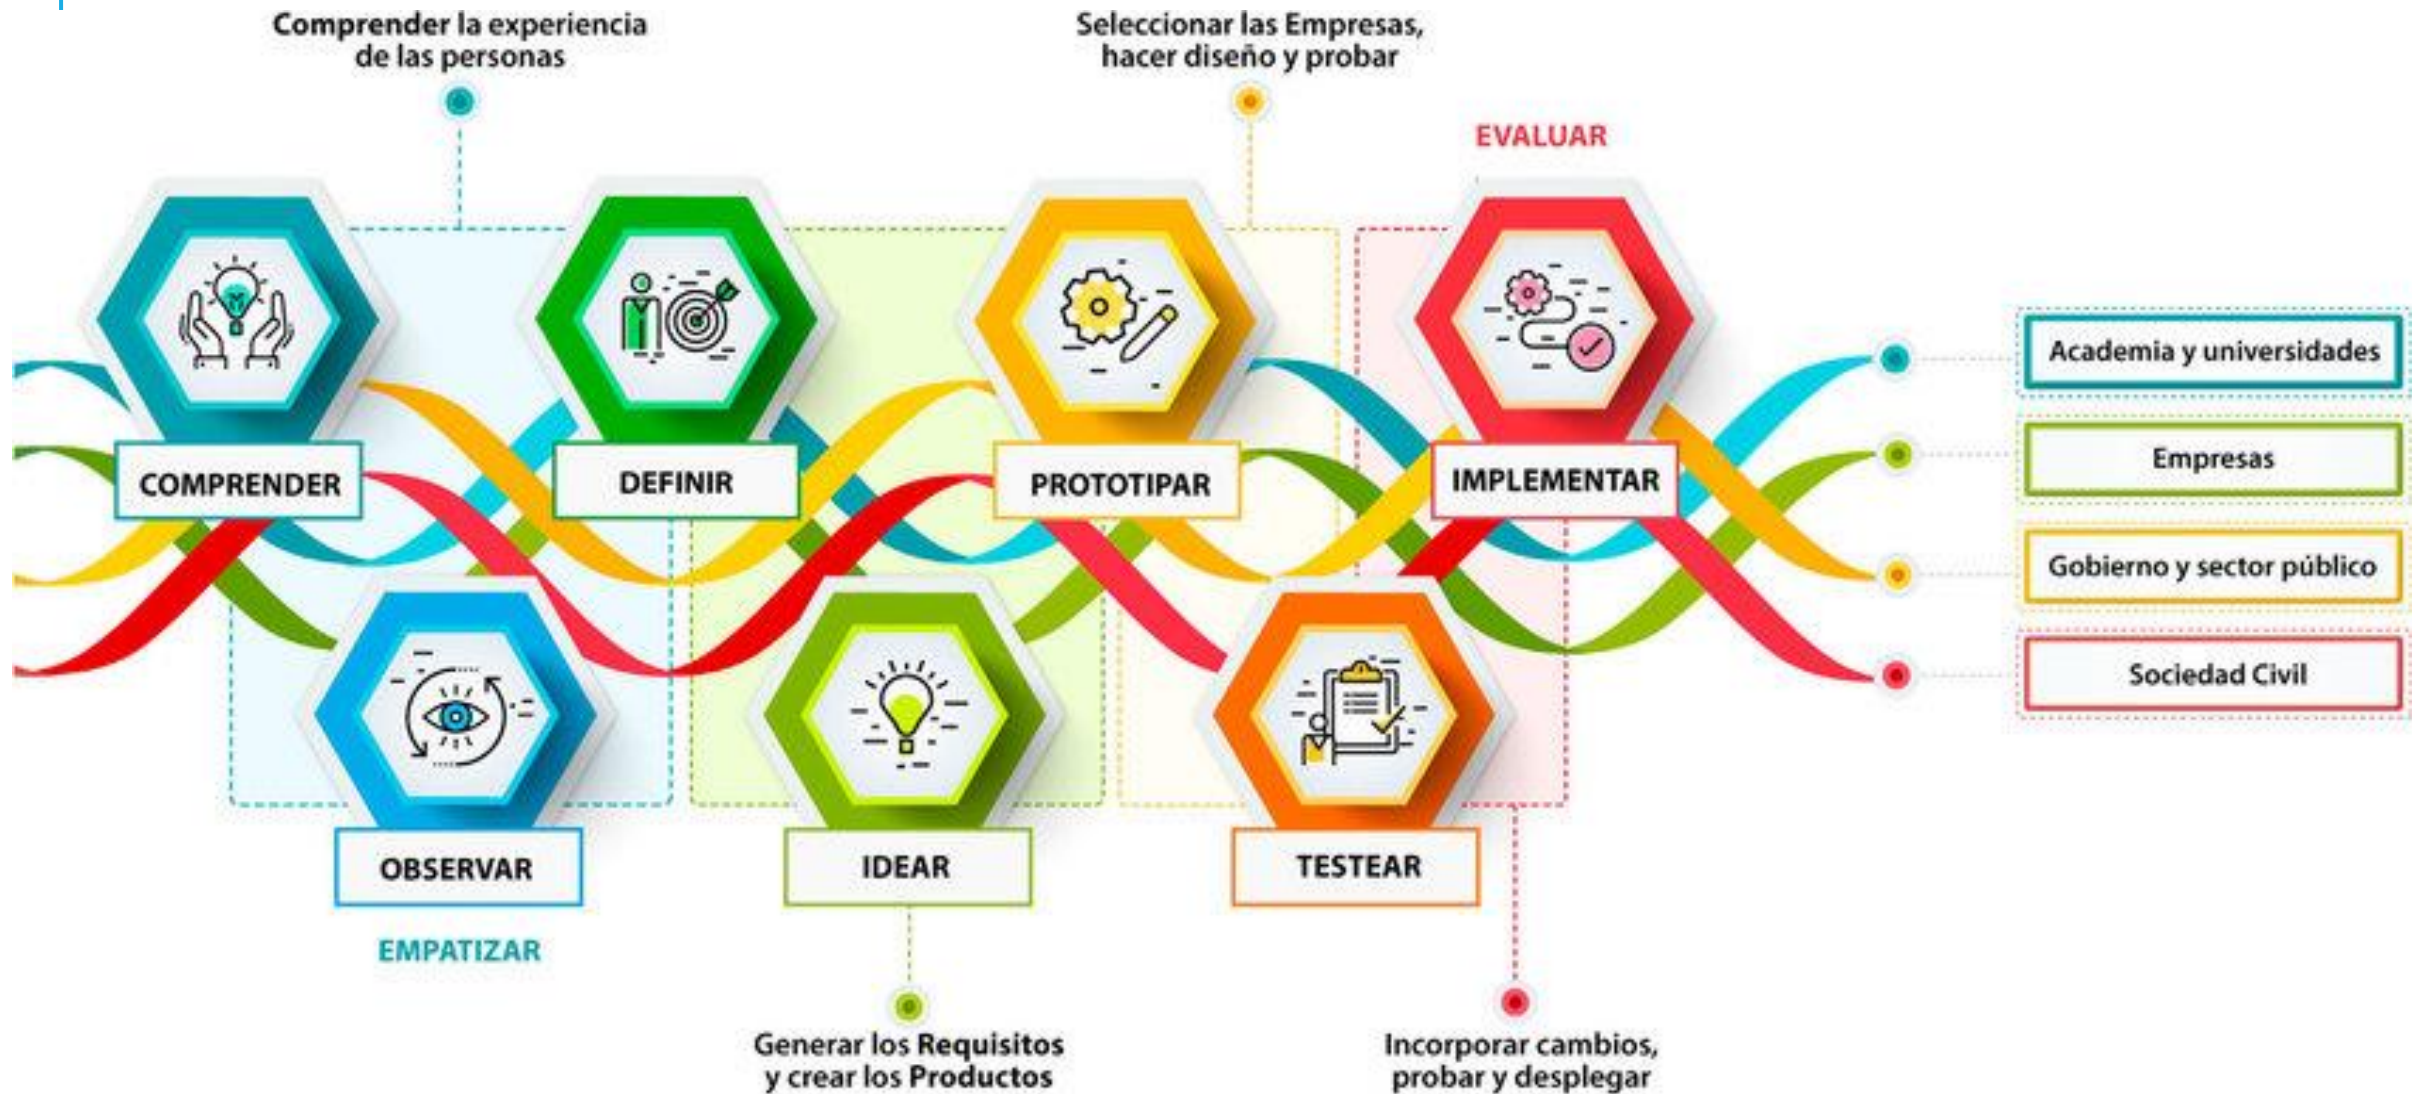 Comprender la experiencia
de las personas
Seleccionar las Empresas,
hacer diseño y probar
EVALUAR
COMPRENDER
DEFINIR
PROTOTIPAR
IMPLEMENTAR
Academia y universidades
Empresas
Gobierno y sector público
Sociedad Civil
OBSERVAR
IDEAR
TESTEAR
EMPATIZAR
Generar los Requisitos
y crear los Productos
Incorporar cambios,
probar y desplegar